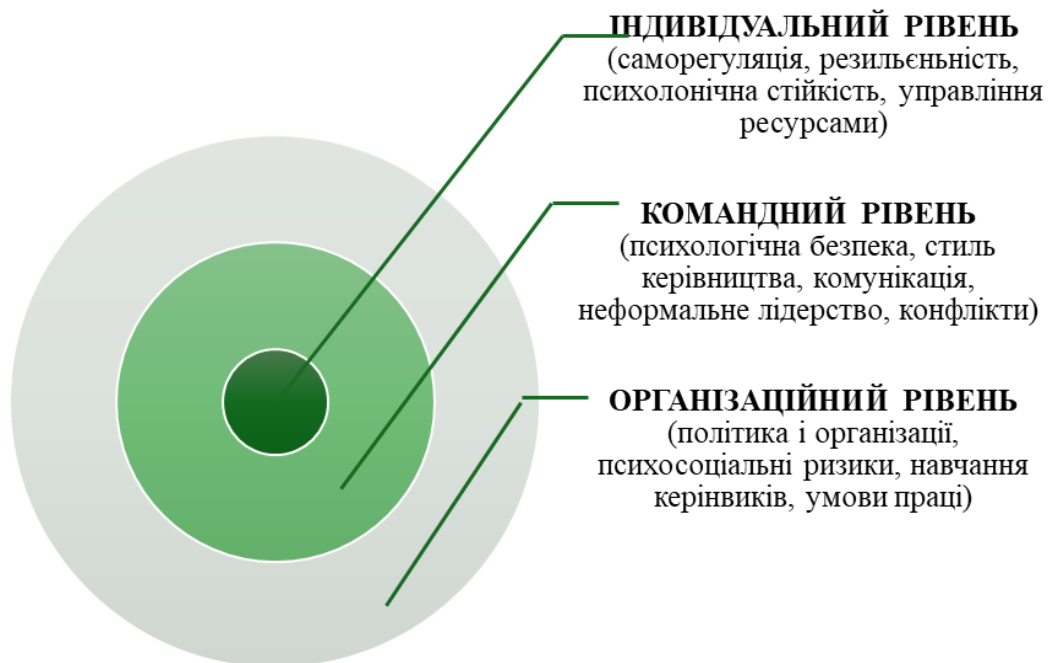 ІНДИВІДУАЛЬНИЙ РІВЕНЬ
(саморегуляція, резильєньність,
психолонічна стійкість, управління
ресурсами)
КОМАНДНИЙ РІВЕНЬ
(психологічна безпека, стиль
керівництва, комунікація,
неформальне лідерство, конфлікти)
ОРГАНІЗАЦІЙНИЙ РІВЕНЬ
(політика і організації,
психосоціальні ризики, навчання
керінвиків, умови праці)